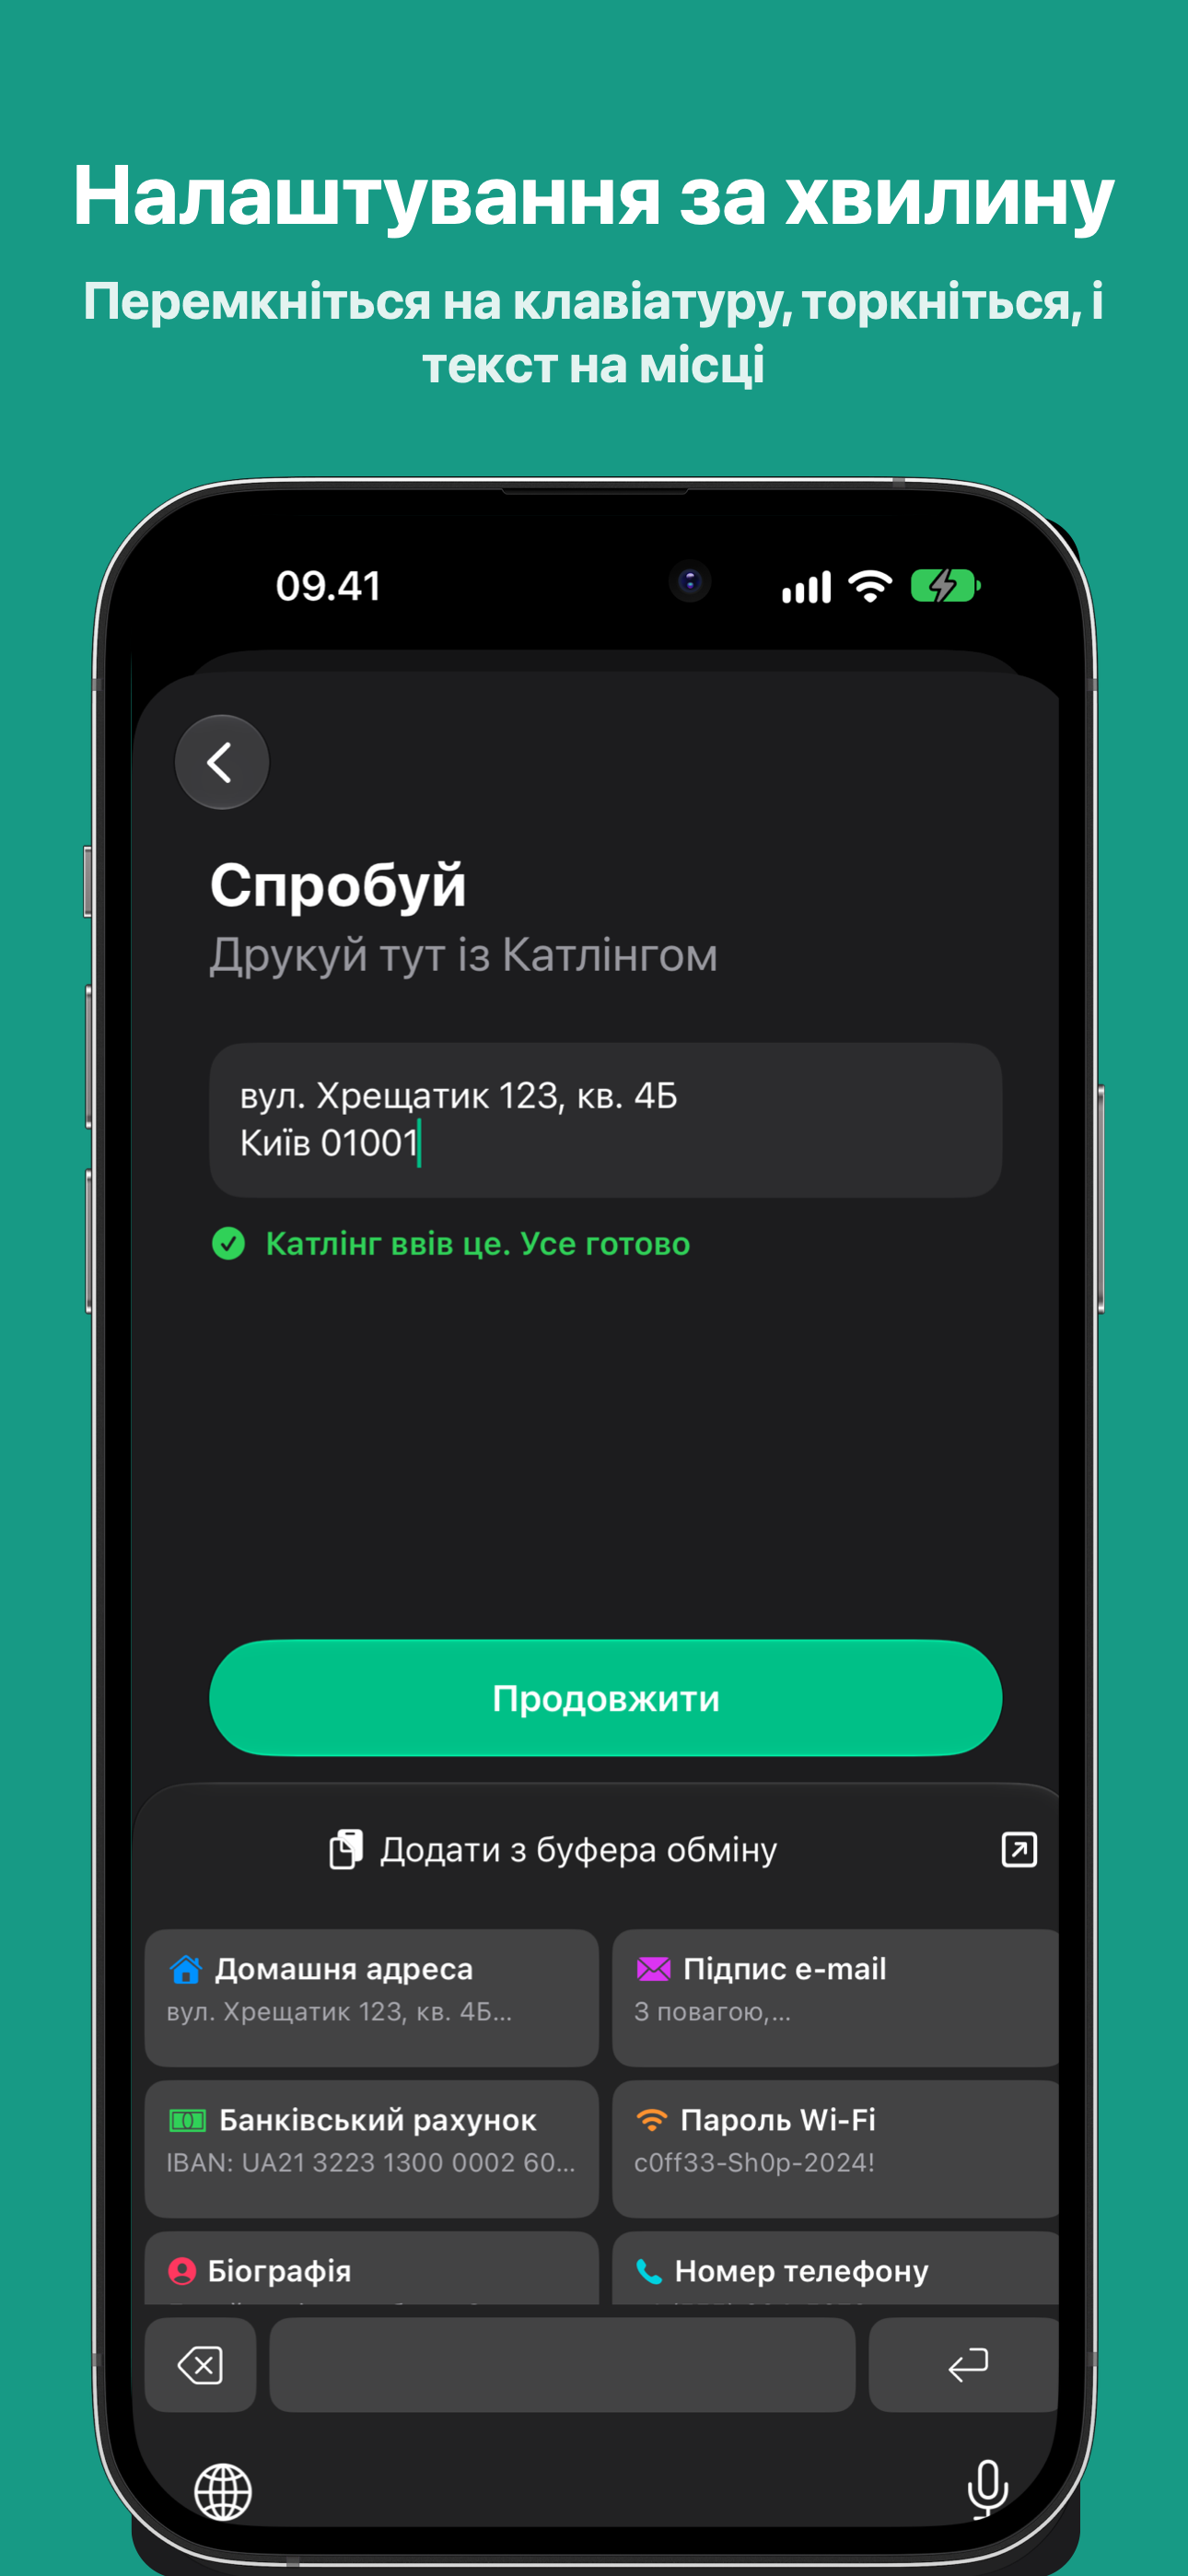 Налаштування за хвилину
Перемкніться на клавіатуру, торкніться, і
текст на місці
09.41
Спробуй
Друкуй тут із Катлінгом
вул. Хрещатик 123, кв. 4Б
Київ 01001
Катлінг ввів це. Усе готово
Продовжити
Додати з буфера обміну
Домашня адреса
вул. Хрещатик 123, кв. 4Б...
Підпис e-mail
З повагою,...
Банківський рахунок
IBAN: UA21 3223 1300 0002 60...
Пароль Wi-Fi
c0ff33-Sh0p-2024!
Біографія
Номер телефону